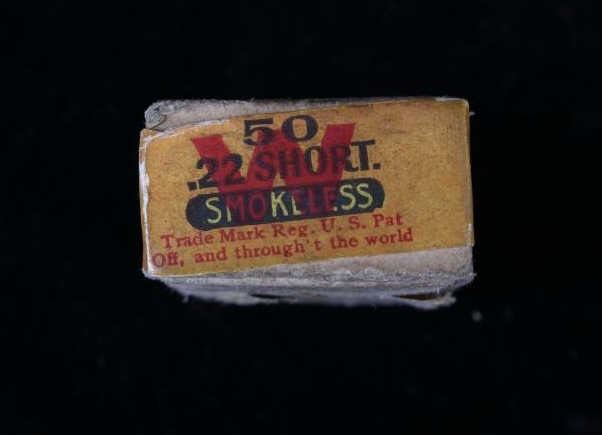 50
W
.22 SHORT.
SMOKELESS
Trade Mark Reg. U. S. Pat
Off, and through't the world